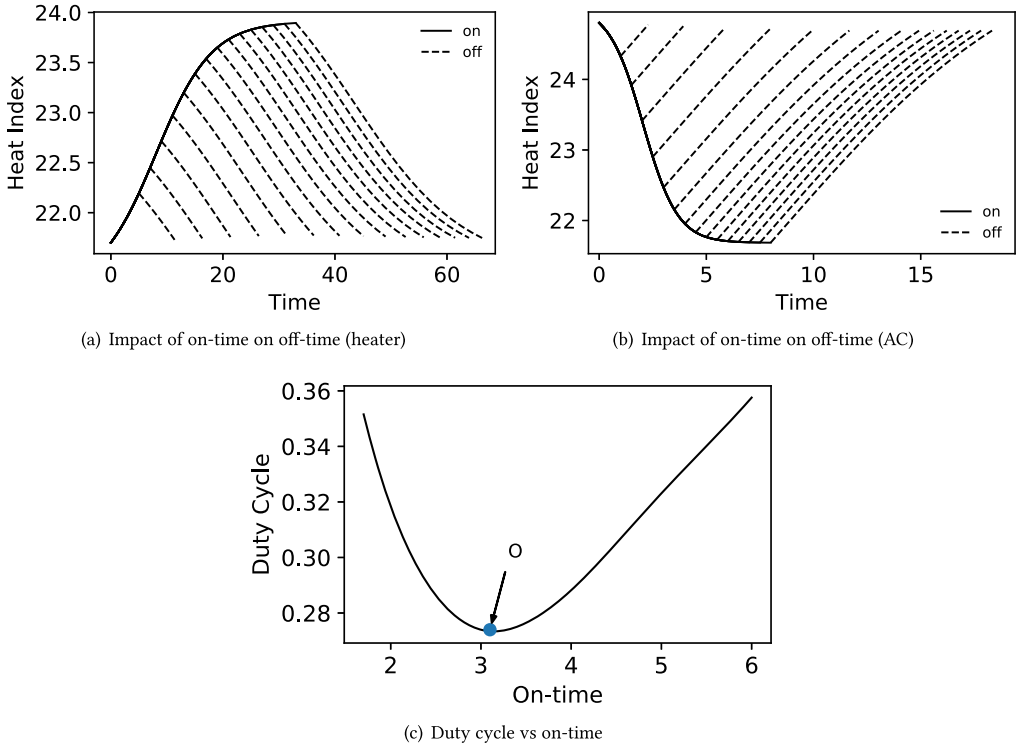 24.0
23.5
23.0
22.5
22.0
Heat Index
on
off
0 20 40 60
Time
(a) Impact of on-time on off-time (heater)
24
23
22
Heat Index
on
off
0 5 10 15
Time
(b) Impact of on-time on off-time (AC)
0.36
0.34
0.32
0.30
0.28
Duty Cycle
O
2 3 4 5 6
On-time
(c) Duty cycle vs on-time